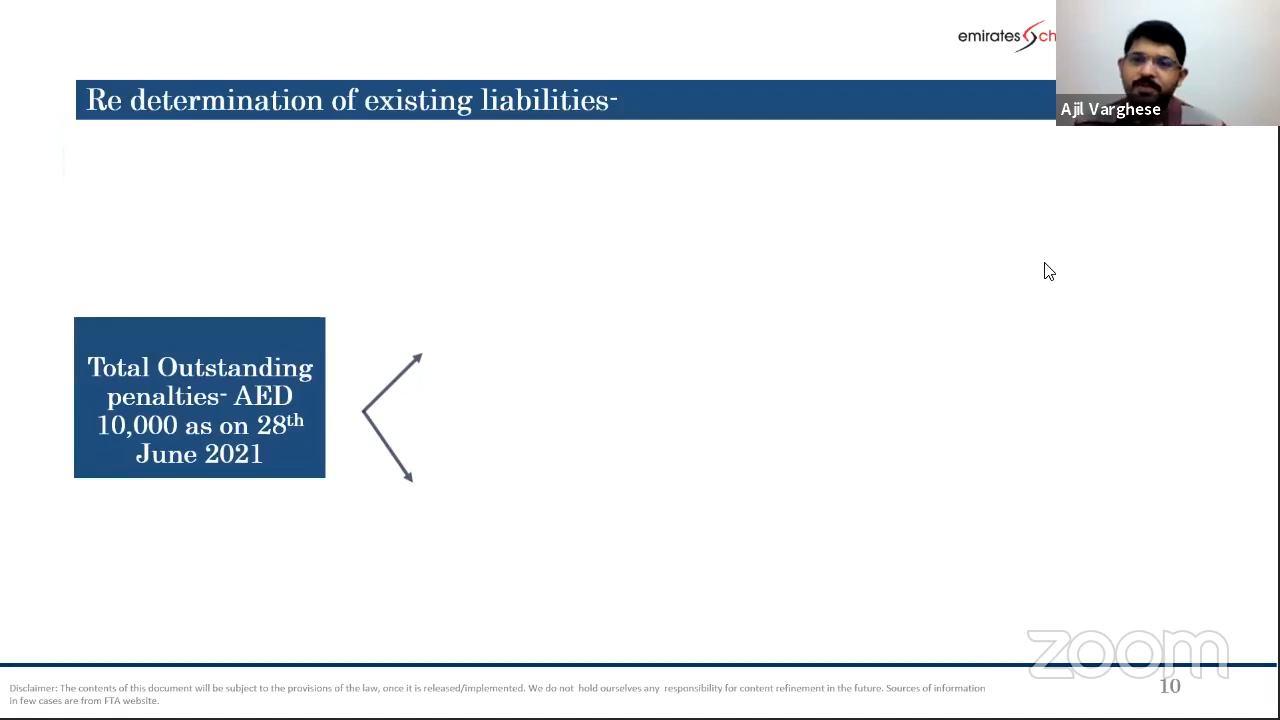 emirates ch
Re determination of existing liabilities-
Ajil Varghese
Total Outstanding
penalties- AED
10,000 as on 28th
June 2021
zoom
Disclaimer: The contents of this document will be subject to the provisions of the law, once it is released/implemented. We do not hold ourselves any responsibility for content refinement in the future. Sources of information
in few cases are from FTA website.
10